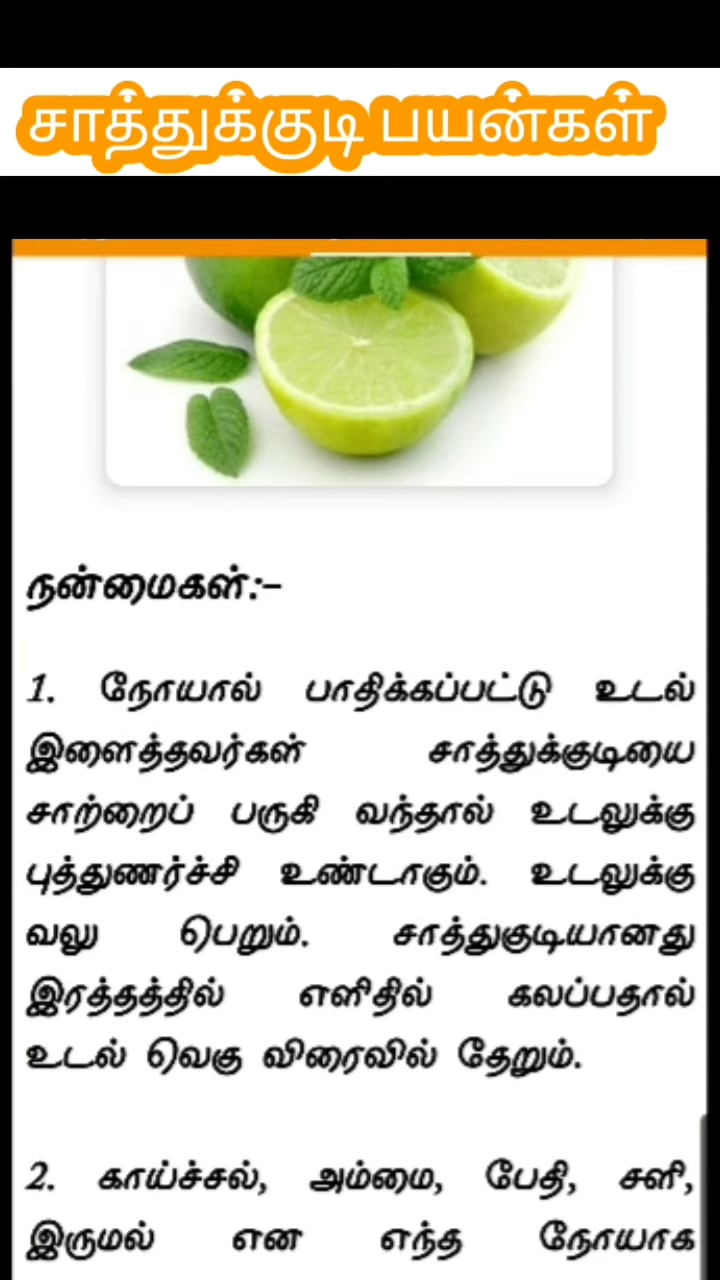 சாத்துக்குடி பயன்கள்
நன்மைகள்:-
1. நோயால் பாதிக்கப்பட்டு உடல்
இளைத்தவர்கள் சாத்துக்குடியை
சாற்றைப் பருகி வந்தால் உடலுக்கு
புத்துணர்ச்சி உண்டாகும். உடலுக்கு
வலு பெறும். சாத்துகுடியானது
இரத்தத்தில் எளிதில் கலப்பதால்
உடல் வெகு விரைவில் தேறும்.
2. காய்ச்சல், அம்மை, பேதி, சளி,
இருமல் என எந்த நோயாக